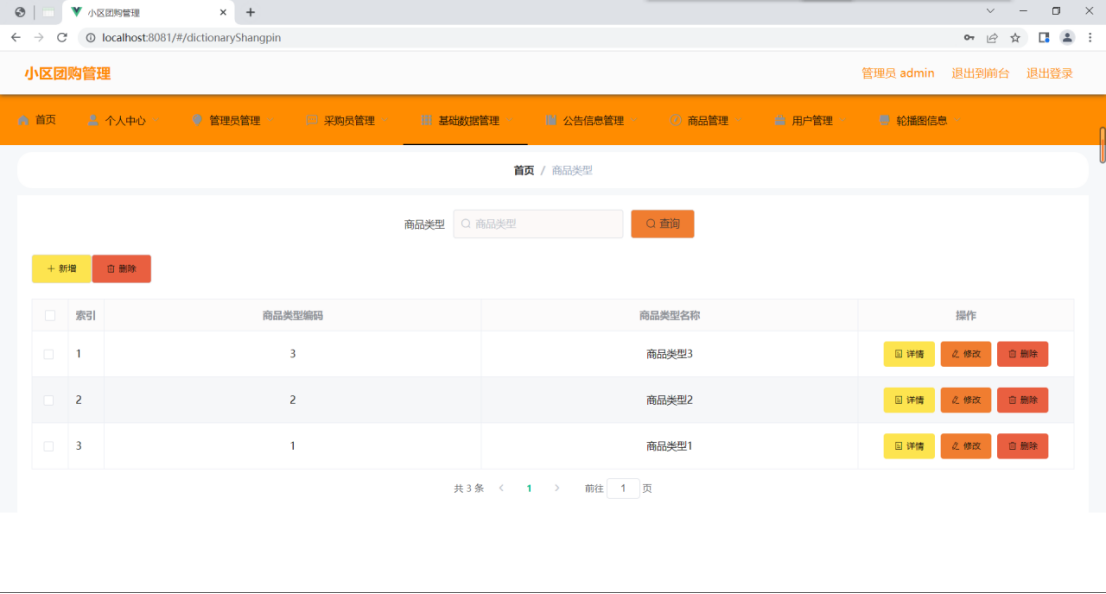 小区团购管理
localhost:8081/#/dictionaryShangpin
小区团购管理 管理员 admin 退出到前台 退出登录
首页 个人中心 管理员管理 采购员管理 基础数据管理 公告信息管理 商品管理 用户管理 轮播图信息
首页 / 商品类型
商品类型 商品类型 查询
新增 删除
索引 商品类型编码 商品类型名称 操作
1 3 商品类型3 详情 修改 删除
2 2 商品类型2 详情 修改 删除
3 1 商品类型1 详情 修改 删除
共 3 条 1 前往 1 页